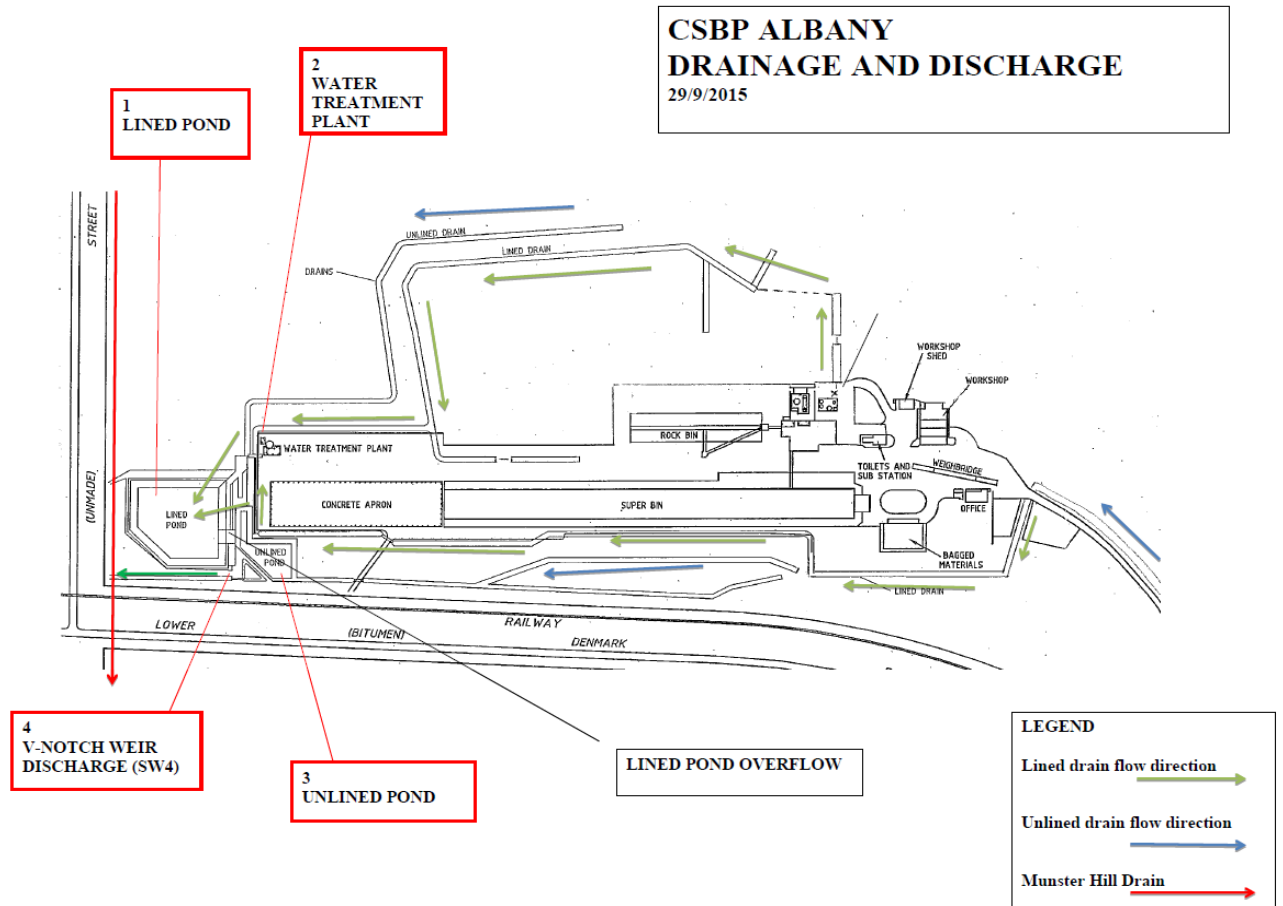 CSBP ALBANY
DRAINAGE AND DISCHARGE
29/9/2015
2
WATER
TREATMENT
PLANT
1
LINED POND
STREET
(UNMADE)
UNLINED DRAIN
LINED DRAIN
DRAINS
WORKSHOP
SHED
WORKSHOP
ROCK BIN
WATER TREATMENT PLANT
TOILETS AND
SUB STATION
WEIGHBRIDGE
LINED
POND
CONCRETE APRON
SUPER BIN
OFFICE
UNLINED
POND
BAGGED
MATERIALS
LINED DRAIN
LOWER
(BITUMEN)
RAILWAY
DENMARK
4
V-NOTCH WEIR
DISCHARGE (SW4)
3
UNLINED POND
LINED POND OVERFLOW
LEGEND
Lined drain flow direction
Unlined drain flow direction
Munster Hill Drain